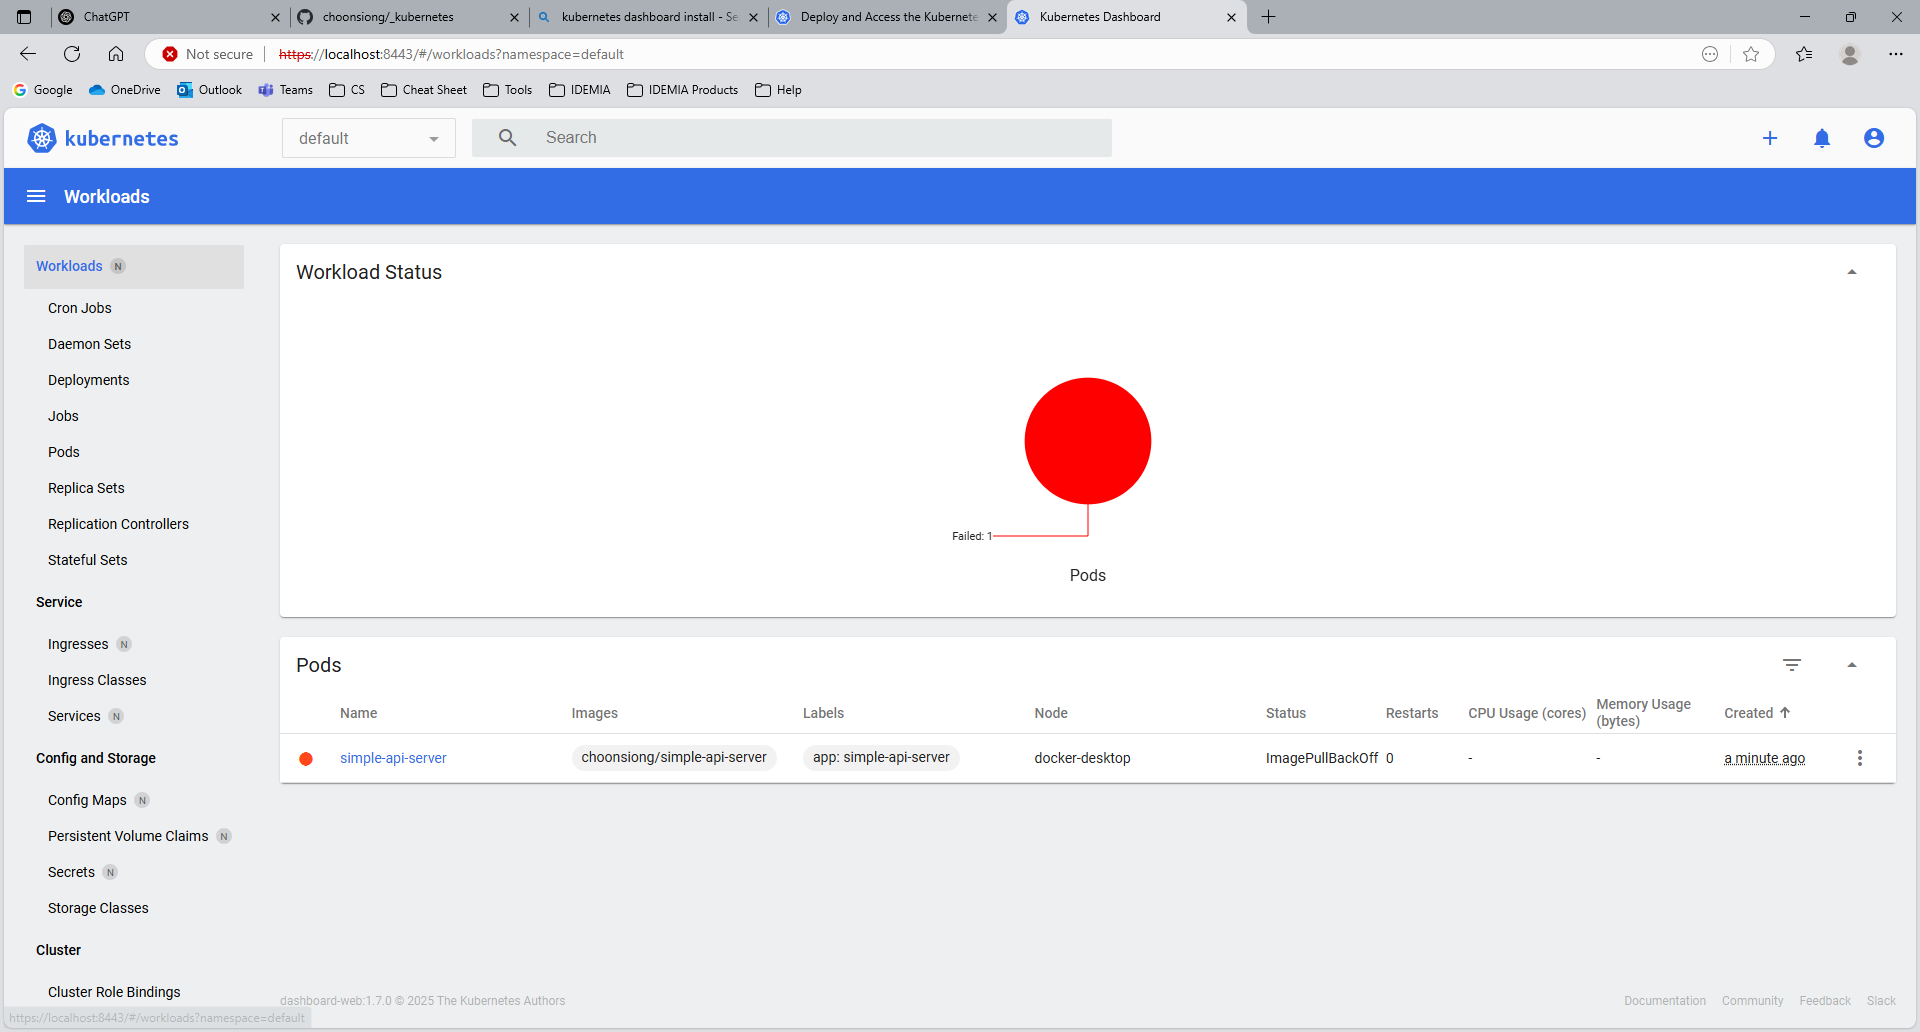 ChatGPT
choonsiong/_kubernetes
kubernetes dashboard install - Se
Deploy and Access the Kubernete
Kubernetes Dashboard
Not secure
https://localhost:8443/#/workloads?namespace=default
Google
OneDrive
Outlook
Teams
CS
Cheat Sheet
Tools
IDEMIA
IDEMIA Products
Help
kubernetes
default
Search
Workloads
Workloads N
Cron Jobs
Daemon Sets
Deployments
Jobs
Pods
Replica Sets
Replication Controllers
Stateful Sets
Service
Ingresses N
Ingress Classes
Services N
Config and Storage
Config Maps N
Persistent Volume Claims N
Secrets N
Storage Classes
Cluster
Cluster Role Bindings
Workload Status
Failed: 1
Pods
Pods
Name Images Labels Node Status Restarts CPU Usage (cores) Memory Usage (bytes) Created
simple-api-server choonsiong/simple-api-server app: simple-api-server docker-desktop ImagePullBackOff 0 - - a minute ago
dashboard-web:1.7.0 © 2025 The Kubernetes Authors
Documentation Community Feedback Slack
https://localhost:8443/#/workloads?namespace=default